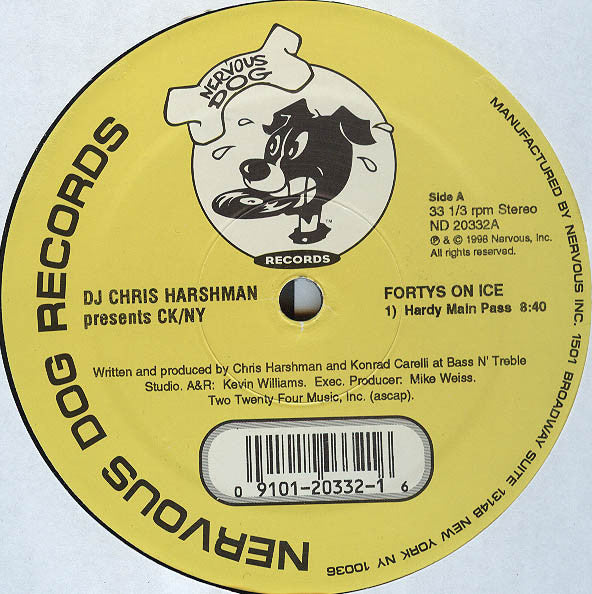 NERVOUS
DOG
RECORDS
NERVOUS DOG RECORDS
MANUFACTURED BY NERVOUS INC. 1501 BROADWAY SUITE 1314B NEW YORK NY 10036
Side A
33 1/3 rpm Stereo
ND 20332A
℗ & © 1998 Nervous, Inc.
All rights reserved.
DJ CHRIS HARSHMAN
presents CK/NY
FORTYS ON ICE
1) Hardy Main Pass 8:40
Written and produced by Chris Harshman and Konrad Carelli at Bass N' Treble
Studio. A&R: Kevin Williams. Exec. Producer: Mike Weiss.
Two Twenty Four Music, Inc. (ascap).
0 9101-20332-1 6